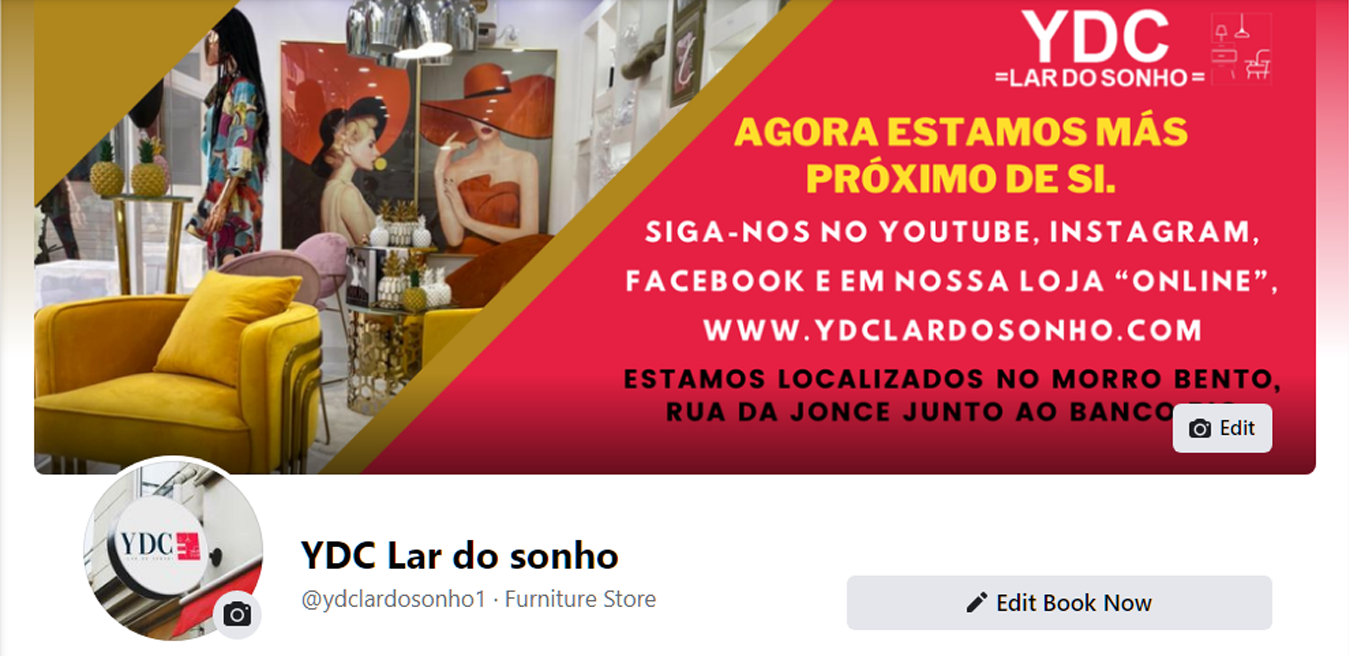 YDC
=LAR DO SONHO=
AGORA ESTAMOS MÁS
PRÓXIMO DE SI.
SIGA-NOS NO YOUTUBE, INSTAGRAM,
FACEBOOK E EM NOSSA LOJA “ONLINE”,
WWW.YDCLARDOSONHO.COM
ESTAMOS LOCALIZADOS NO MORRO BENTO,
RUA DA JONCE JUNTO AO BANCO
Edit
YDC
YDC Lar do sonho
@ydclardosonho1 · Furniture Store
Edit Book Now